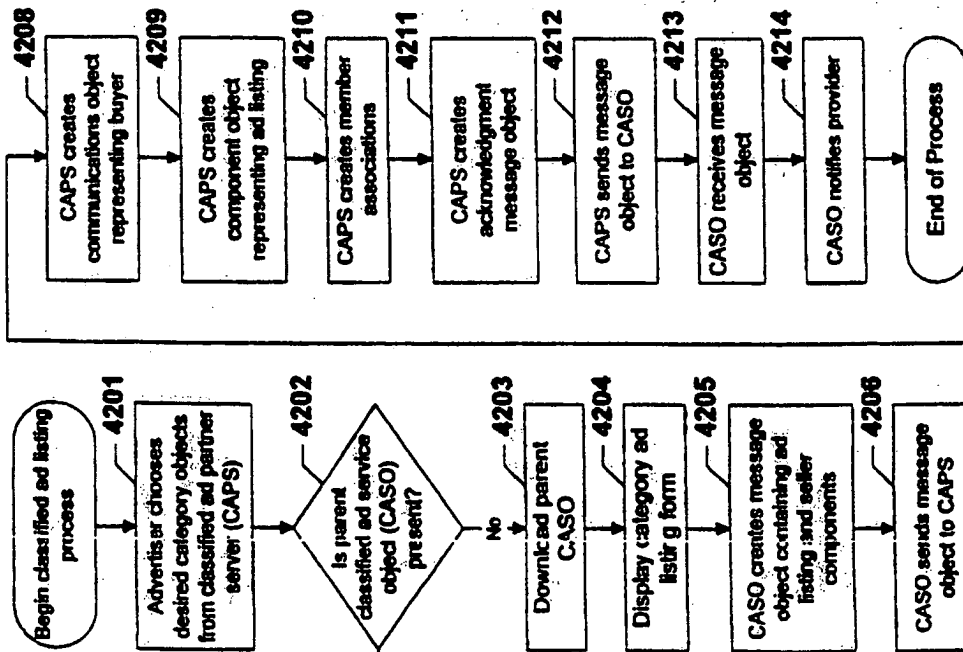 Begin classified ad listing
process
4201
Advertiser chooses
desired category objects
from classified ad partner
server (CAPS)
4202
Is parent
classified ad service
object (CASO)
present?
No
4203
Download parent
CASO
4204
Display category ad
listing form
4205
CASO creates message
object containing ad
listing and seller
components
4206
CASO sends message
object to CAPS
4208
CAPS creates
communications object
representing buyer
4209
CAPS creates
component object
representing ad listing
4210
CAPS creates member
associations
4211
CAPS creates
acknowledgment
message object
4212
CAPS sends message
object to CASO
4213
CASO receives message
object
4214
CASO notifies provider
End of Process